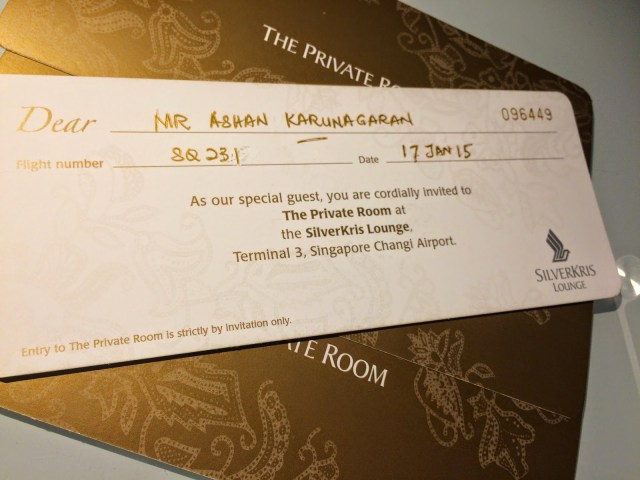 THE PRIVATE
Dear MR ASHAN KARUNAGARAN 096449
Flight number SQ 231 Date 17 JAN 15
As our special guest, you are cordially invited to
The Private Room at
the SilverKris Lounge,
Terminal 3, Singapore Changi Airport.
SILVERKRIS
LOUNGE
Entry to The Private Room is strictly by invitation only.
ROOM